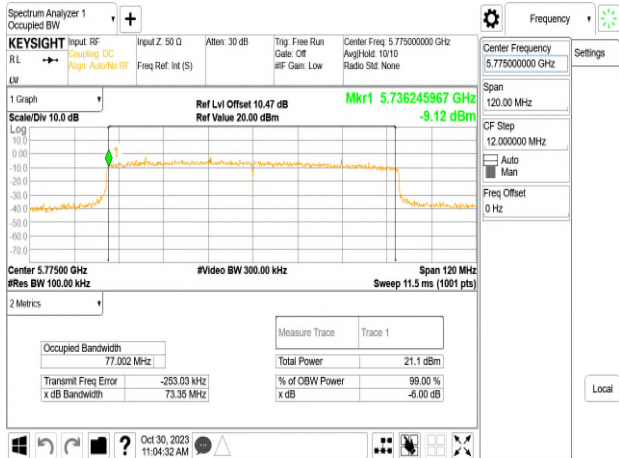 Spectrum Analyzer 1
Occupied BW
Frequency
Settings
KEYSIGHT
RL
Input: RF
Coupling: DC
Align: Auto/No RF
Input Z: 50 Ω
Freq Ref: Int (S)
Atten: 30 dB
Trig: Free Run
Gate: Off
#IF Gain: Low
Center Freq: 5.775000000 GHz
Avg|Hold: 10/10
Radio Std: None
Center Frequency
5.775000000 GHz
Span
120.00 MHz
CF Step
12.000000 MHz
Auto
Man
Freq Offset
0 Hz
Local
1 Graph
Scale/Div 10.0 dB
Ref Lvl Offset 10.47 dB
Ref Value 20.00 dBm
Mkr1 5.736245967 GHz
-9.12 dBm
Log
10.0
0.00
-10.0
-20.0
-30.0
-40.0
-50.0
-60.0
-70.0
1
Center 5.77500 GHz
#Res BW 100.00 kHz
#Video BW 300.00 kHz
Span 120 MHz
Sweep 11.5 ms (1001 pts)
2 Metrics
Measure Trace Trace 1
Occupied Bandwidth
77.002 MHz
Total Power 21.1 dBm
Transmit Freq Error -253.03 kHz
% of OBW Power 99.00 %
x dB Bandwidth 73.35 MHz
x dB -6.00 dB
Oct 30, 2023
11:04:32 AM